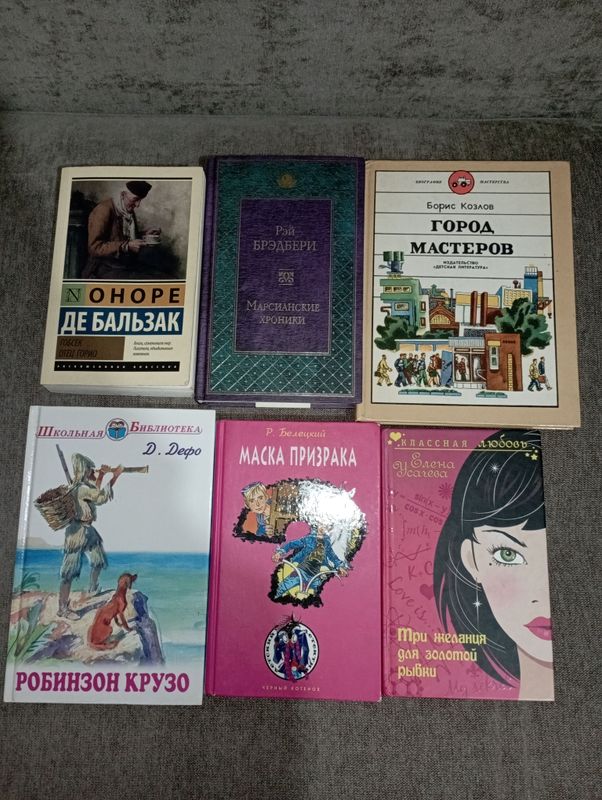 ОНОРЕ
ДЕ БАЛЬЗАК
ГОБСЕК
ОТЕЦ ГОРИО
ЭКСКЛЮЗИВНАЯ КЛАССИКА
Рэй
БРЭДБЕРИ
Марсианские
хроники
БИОГРАФИЯ МАСТЕРСТВА
Борис Козлов
ГОРОД
МАСТЕРОВ
ИЗДАТЕЛЬСТВО
«ДЕТСКАЯ ЛИТЕРАТУРА»
Школьная Библиотека
Д. Дефо
РОБИНЗОН КРУЗО
Р. Белецкий
МАСКА ПРИЗРАКА
ЧЕРНЫЙ КОТЕНОК
КЛАССНАЯ ЛЮБОВЬ
Елена
Усачева
Три желания
для золотой
рыбки